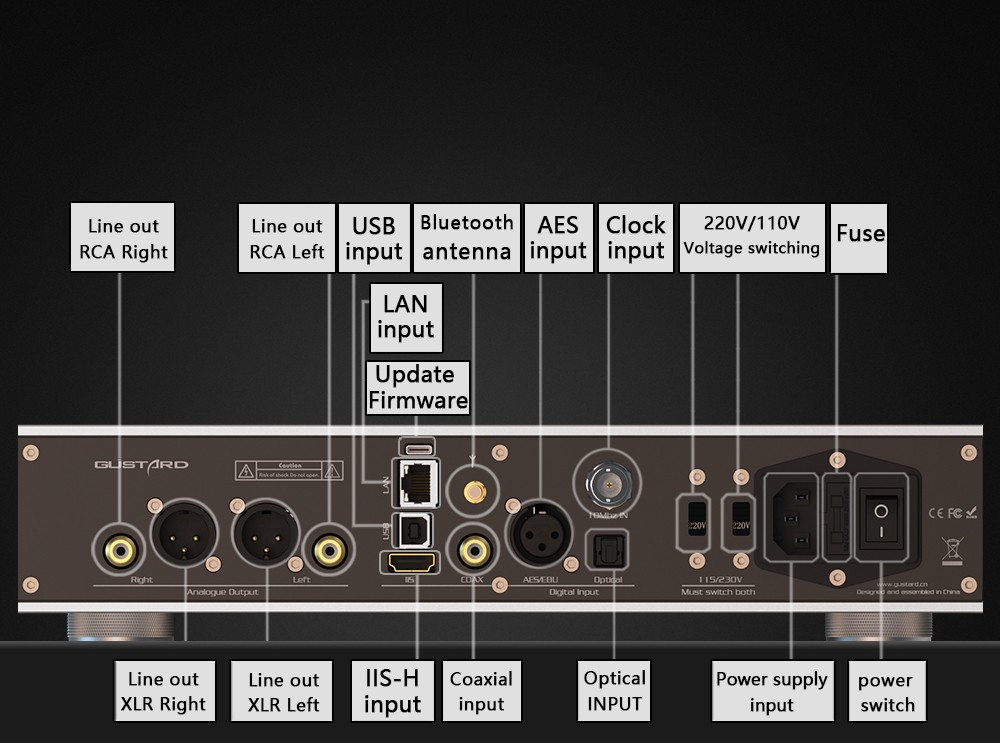 Line out
RCA Right
Line out
RCA Left
USB
input
Bluetooth
antenna
AES
input
Clock
input
220V/110V
Voltage switching
Fuse
LAN
input
Update
Firmware
GUSTARD
Caution
Risk of shock Do not open
LAN
USB
10Mhz IN
220V
220V
CE FC
Right
Left
IIS
COAX
AES/EBU
Optical
115/230V
www.gustard.cn
Analogue Output
Digital Input
Must switch both
Designed and assembled in China
Line out
XLR Right
Line out
XLR Left
IIS-H
input
Coaxial
input
Optical
INPUT
Power supply
input
power
switch